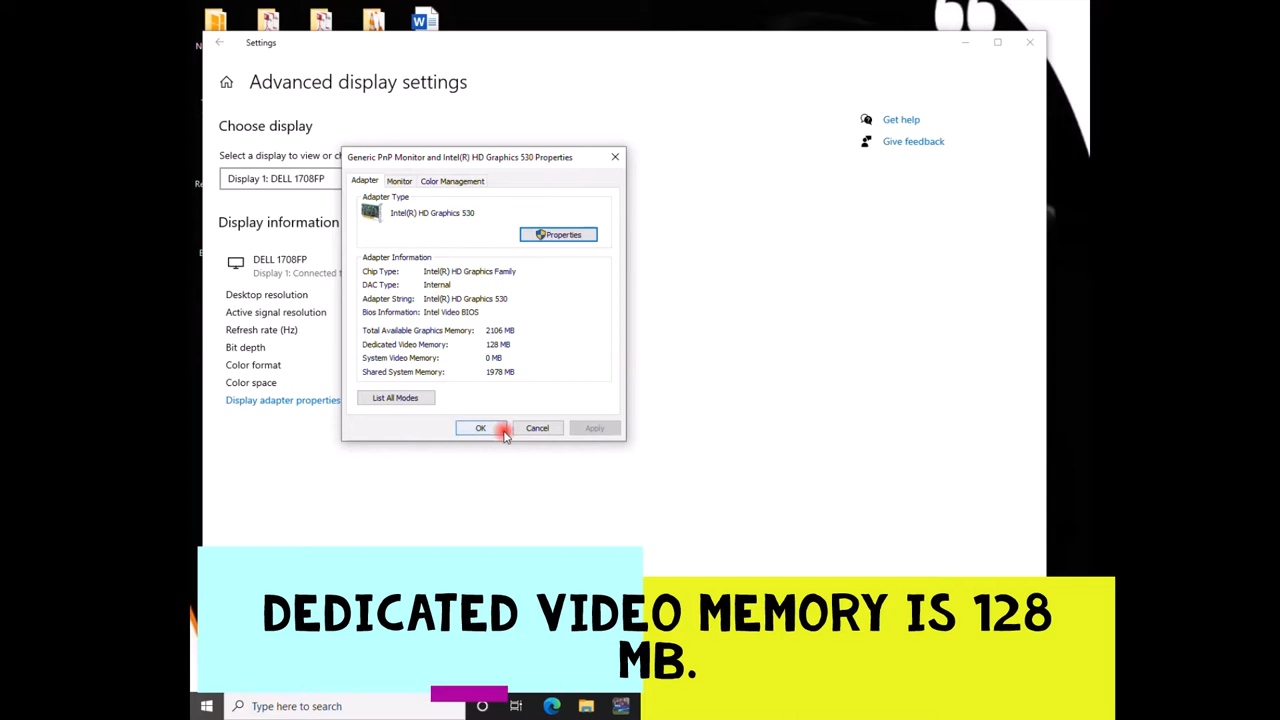 N
Settings
Advanced display settings
Choose display
Select a display to view or ch
Display 1: DELL 1708FP
Display information
DELL 1708FP
Display 1: Connected t
Desktop resolution
Active signal resolution
Refresh rate (Hz)
Bit depth
Color format
Color space
Display adapter properties
Get help
Give feedback
Generic PnP Monitor and Intel(R) HD Graphics 530 Properties
Adapter Monitor Color Management
Adapter Type
Intel(R) HD Graphics 530
Properties
Adapter Information
Chip Type: Intel(R) HD Graphics Family
DAC Type: Internal
Adapter String: Intel(R) HD Graphics 530
Bios Information: Intel Video BIOS
Total Available Graphics Memory: 2106 MB
Dedicated Video Memory: 128 MB
System Video Memory: 0 MB
Shared System Memory: 1978 MB
List All Modes
OK Cancel Apply
DEDICATED VIDEO MEMORY IS 128
MB.
Type here to search